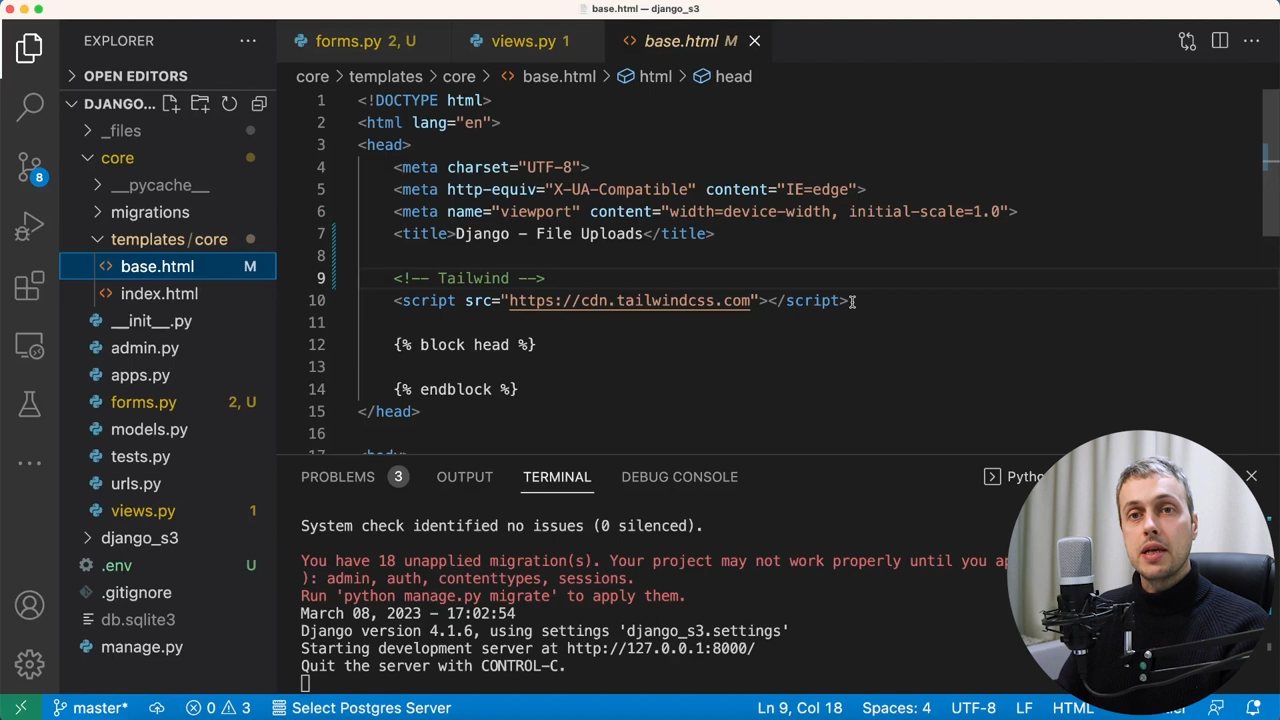 base.html — django_s3
EXPLORER
OPEN EDITORS
DJANGO...
_files
core
__pycache__
migrations
templates/core
base.html M
index.html
__init__.py
admin.py
apps.py
forms.py 2, U
models.py
tests.py
urls.py
views.py 1
django_s3
.env U
.gitignore
db.sqlite3
manage.py
8
forms.py 2, U
views.py 1
base.html M
core > templates > core > base.html > html > head
1 <!DOCTYPE html>
2 <html lang="en">
3 <head>
4 <meta charset="UTF-8">
5 <meta http-equiv="X-UA-Compatible" content="IE=edge">
6 <meta name="viewport" content="width=device-width, initial-scale=1.0">
7 <title>Django - File Uploads</title>
8
9 <!-- Tailwind -->
10 <script src="https://cdn.tailwindcss.com"></script>
11
12 {% block head %}
13
14 {% endblock %}
15 </head>
16
17 <body>
PROBLEMS 3 OUTPUT TERMINAL DEBUG CONSOLE
System check identified no issues (0 silenced).
You have 18 unapplied migration(s). Your project may not work properly until you
): admin, auth, contenttypes, sessions.
Run 'python manage.py migrate' to apply them.
March 08, 2023 - 17:02:54
Django version 4.1.6, using settings 'django_s3.settings'
Starting development server at http://127.0.0.1:8000/
Quit the server with CONTROL-C.
master* 0 3 Select Postgres Server Ln 9, Col 18 Spaces: 4 UTF-8 LF HTML